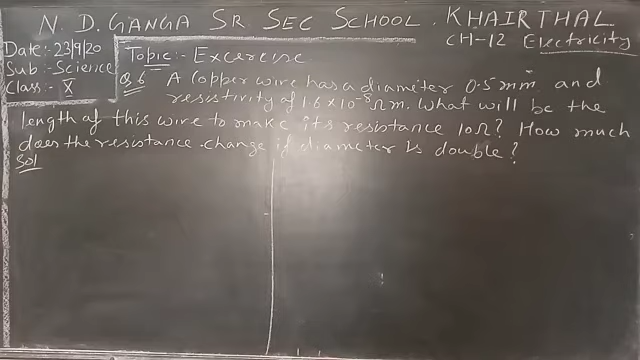 N. D. GANGA SR. SEC SCHOOL . KHAIRTHAL
Date:- 23/9/20
Sub:- Science
Class:- X
CH-12 Electricity
Topic:- Excercise
Q.6 A Copper wire has a diameter 0.5mm and
resistivity of 1.6 × 10⁻⁸ Ωm. What will be the
length of this wire to make its resistance 10Ω? How much
does the resistance change if diameter is double?
Sol